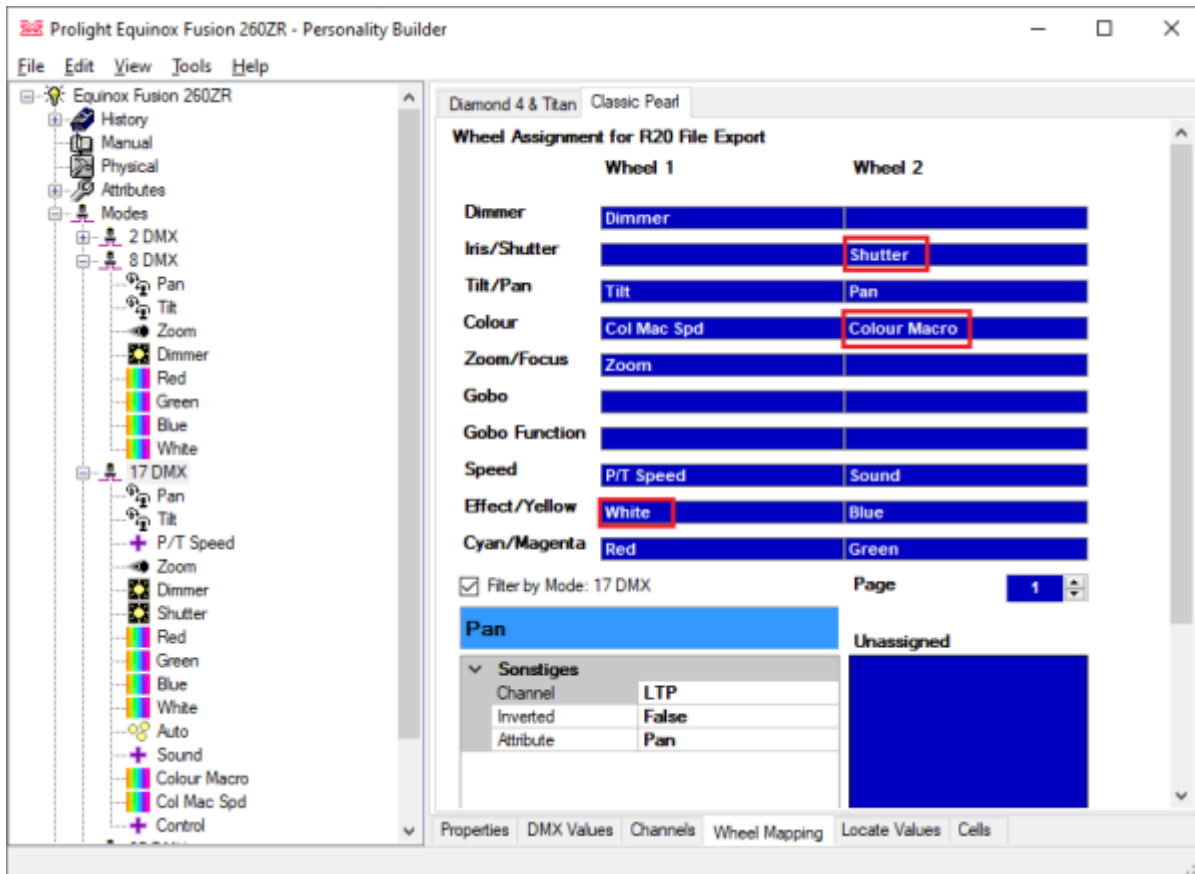 Prolight Equinox Fusion 260ZR - Personality Builder
File Edit View Tools Help
Equinox Fusion 260ZR
History
Manual
Physical
Attributes
Modes
2 DMX
8 DMX
Pan
Tilt
Zoom
Dimmer
Red
Green
Blue
White
17 DMX
Pan
Tilt
P/T Speed
Zoom
Dimmer
Shutter
Red
Green
Blue
White
Auto
Sound
Colour Macro
Col Mac Spd
Control
Diamond 4 & Titan Classic Pearl
Wheel Assignment for R20 File Export
Wheel 1 Wheel 2
Dimmer Dimmer
Iris/Shutter Shutter
Tilt/Pan Tilt Pan
Colour Col Mac Spd Colour Macro
Zoom/Focus Zoom
Gobo
Gobo Function
Speed P/T Speed Sound
Effect/Yellow White Blue
Cyan/Magenta Red Green
Filter by Mode: 17 DMX Page 1
Pan Unassigned
Sonstiges
Channel LTP
Inverted False
Attribute Pan
Properties DMX Values Channels Wheel Mapping Locate Values Cells